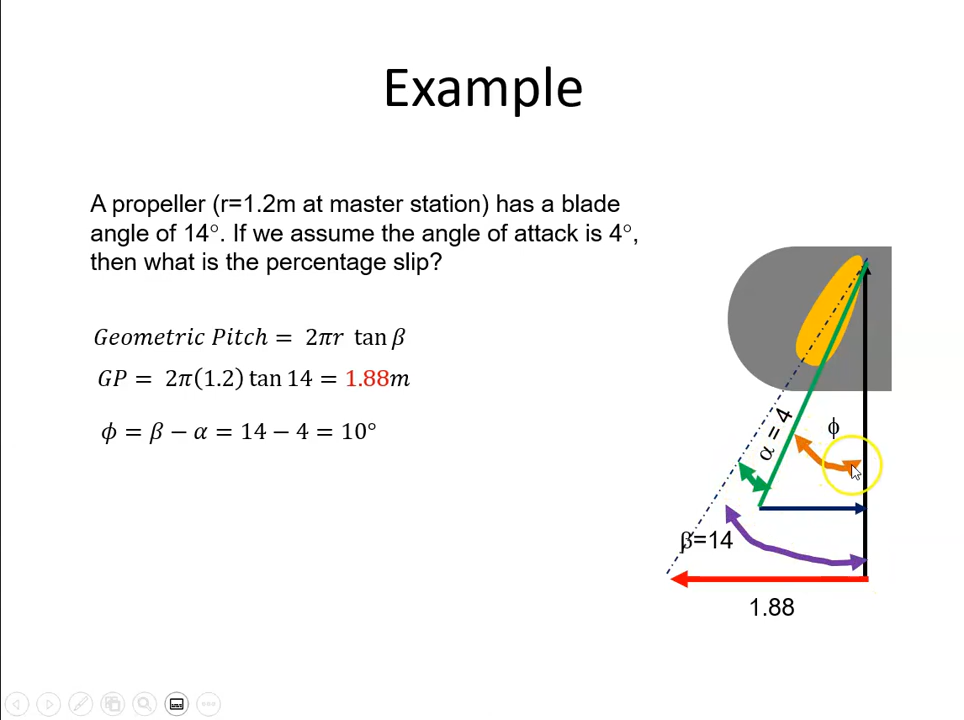 Example
A propeller (r=1.2m at master station) has a blade
angle of 14°. If we assume the angle of attack is 4°,
then what is the percentage slip?
Geometric Pitch = 2πr tan β
GP = 2π(1.2) tan 14 = 1.88m
ϕ = β − α = 14 − 4 = 10°
α = 4
ϕ
β=14
1.88